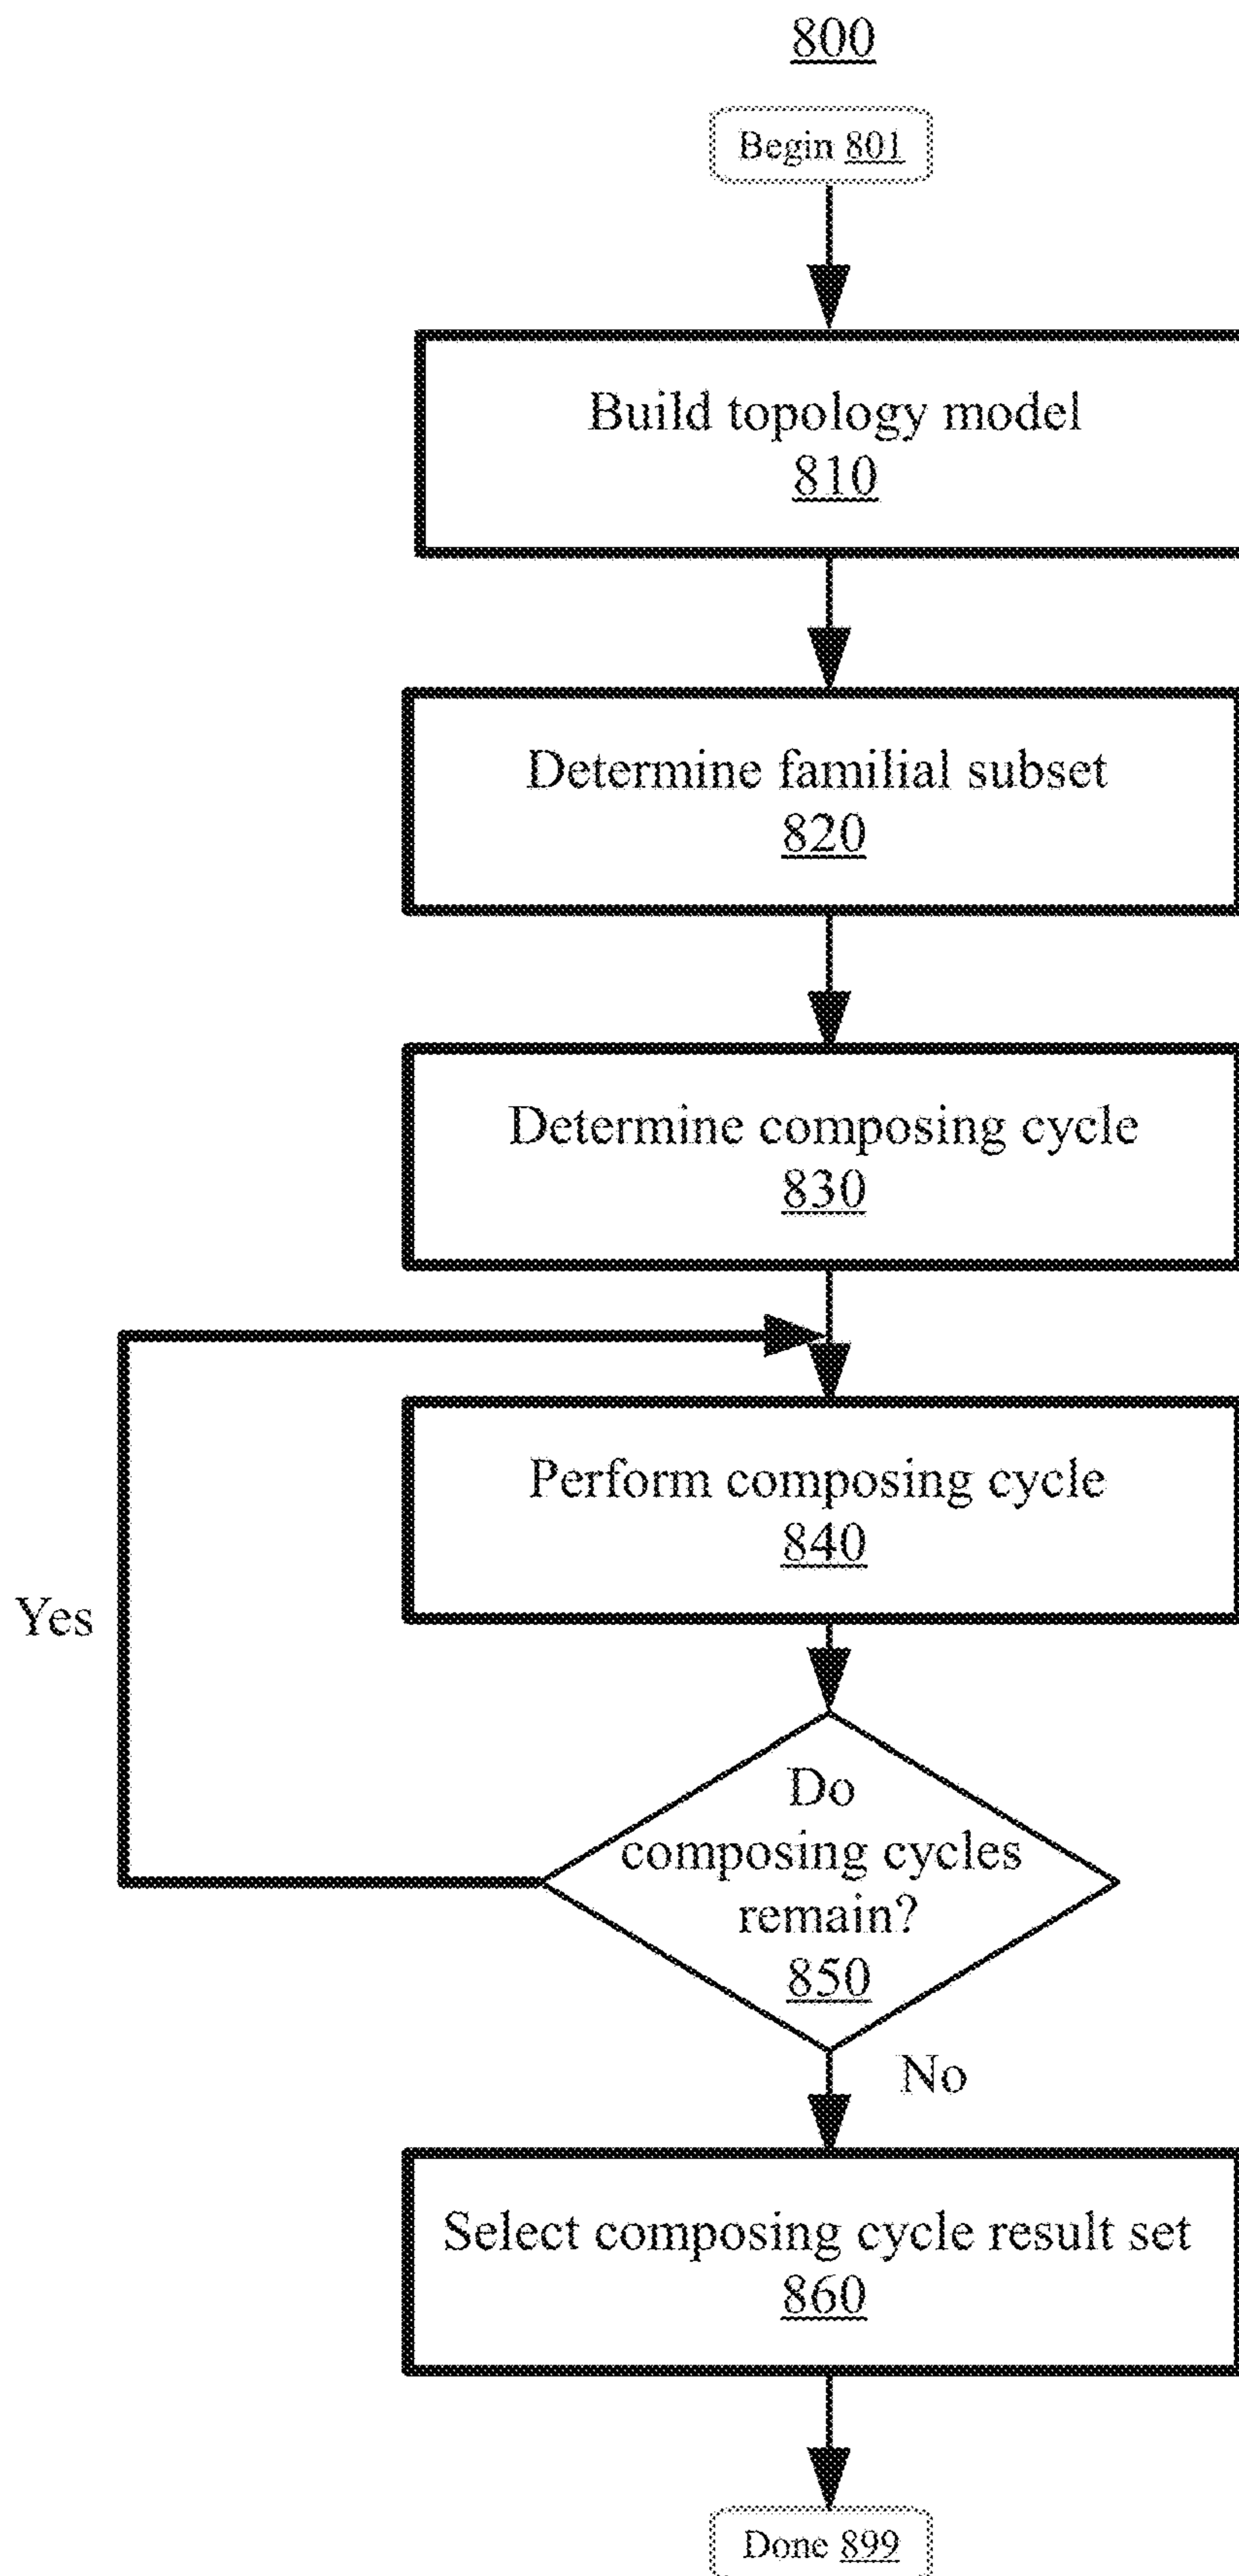 800
Begin 801
Build topology model
810
Determine familial subset
820
Determine composing cycle
830
Perform composing cycle
840
Yes
Do
composing cycles
remain?
850
No
Select composing cycle result set
860
Done 899